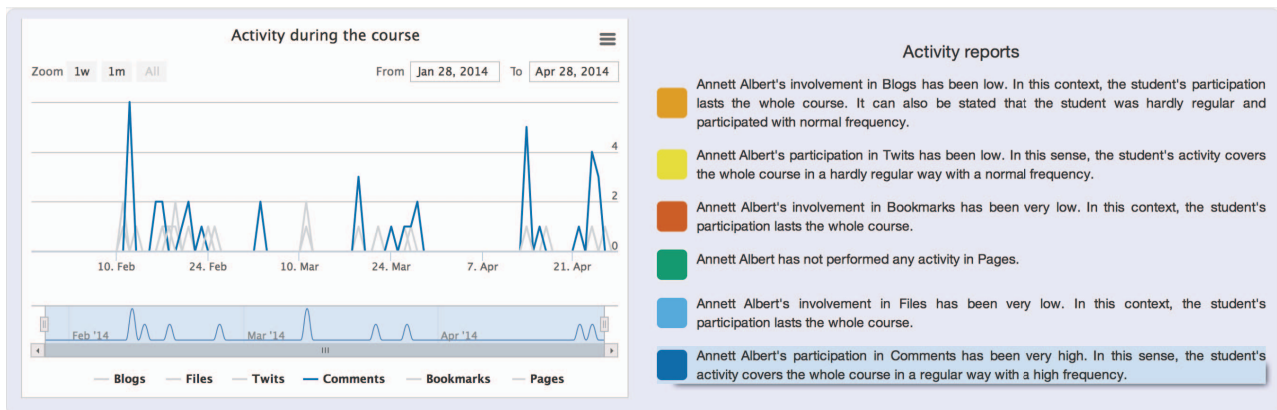 Activity during the course
Zoom 1w 1m All From Jan 28, 2014 To Apr 28, 2014
4
2
0
10. Feb 24. Feb 10. Mar 24. Mar 7. Apr 21. Apr
Feb '14 Mar '14 Apr '14
Blogs Files Twits Comments Bookmarks Pages
Activity reports
Annett Albert's involvement in Blogs has been low. In this context, the student's participation
lasts the whole course. It can also be stated that the student was hardly regular and
participated with normal frequency.
Annett Albert's participation in Twits has been low. In this sense, the student's activity covers
the whole course in a hardly regular way with a normal frequency.
Annett Albert's involvement in Bookmarks has been very low. In this context, the student's
participation lasts the whole course.
Annett Albert has not performed any activity in Pages.
Annett Albert's involvement in Files has been very low. In this context, the student's
participation lasts the whole course.
Annett Albert's participation in Comments has been very high. In this sense, the student's
activity covers the whole course in a regular way with a high frequency.